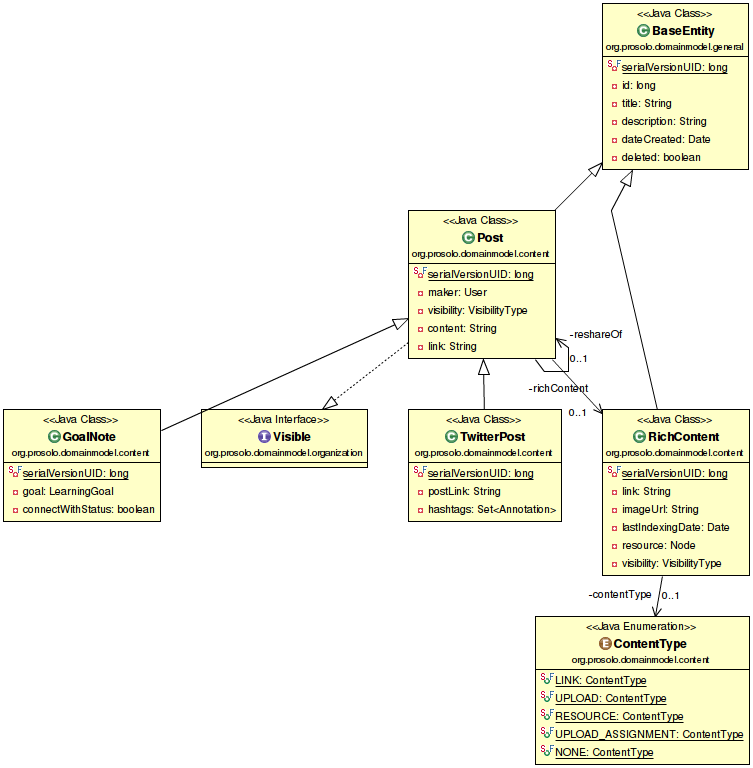 <<Java Class>>
BaseEntity
org.prosolo.domainmodel.general
serialVersionUID: long
id: long
title: String
description: String
dateCreated: Date
deleted: boolean
<<Java Class>>
Post
org.prosolo.domainmodel.content
serialVersionUID: long
maker: User
visibility: VisibilityType
content: String
link: String
-reshareOf
0..1
-richContent
0..1
<<Java Class>>
GoalNote
org.prosolo.domainmodel.content
serialVersionUID: long
goal: LearningGoal
connectWithStatus: boolean
<<Java Interface>>
Visible
org.prosolo.domainmodel.organization
<<Java Class>>
TwitterPost
org.prosolo.domainmodel.content
serialVersionUID: long
postLink: String
hashtags: Set<Annotation>
<<Java Class>>
RichContent
org.prosolo.domainmodel.content
serialVersionUID: long
link: String
imageUrl: String
lastIndexingDate: Date
resource: Node
visibility: VisibilityType
-contentType
0..1
<<Java Enumeration>>
ContentType
org.prosolo.domainmodel.content
LINK: ContentType
UPLOAD: ContentType
RESOURCE: ContentType
UPLOAD_ASSIGNMENT: ContentType
NONE: ContentType